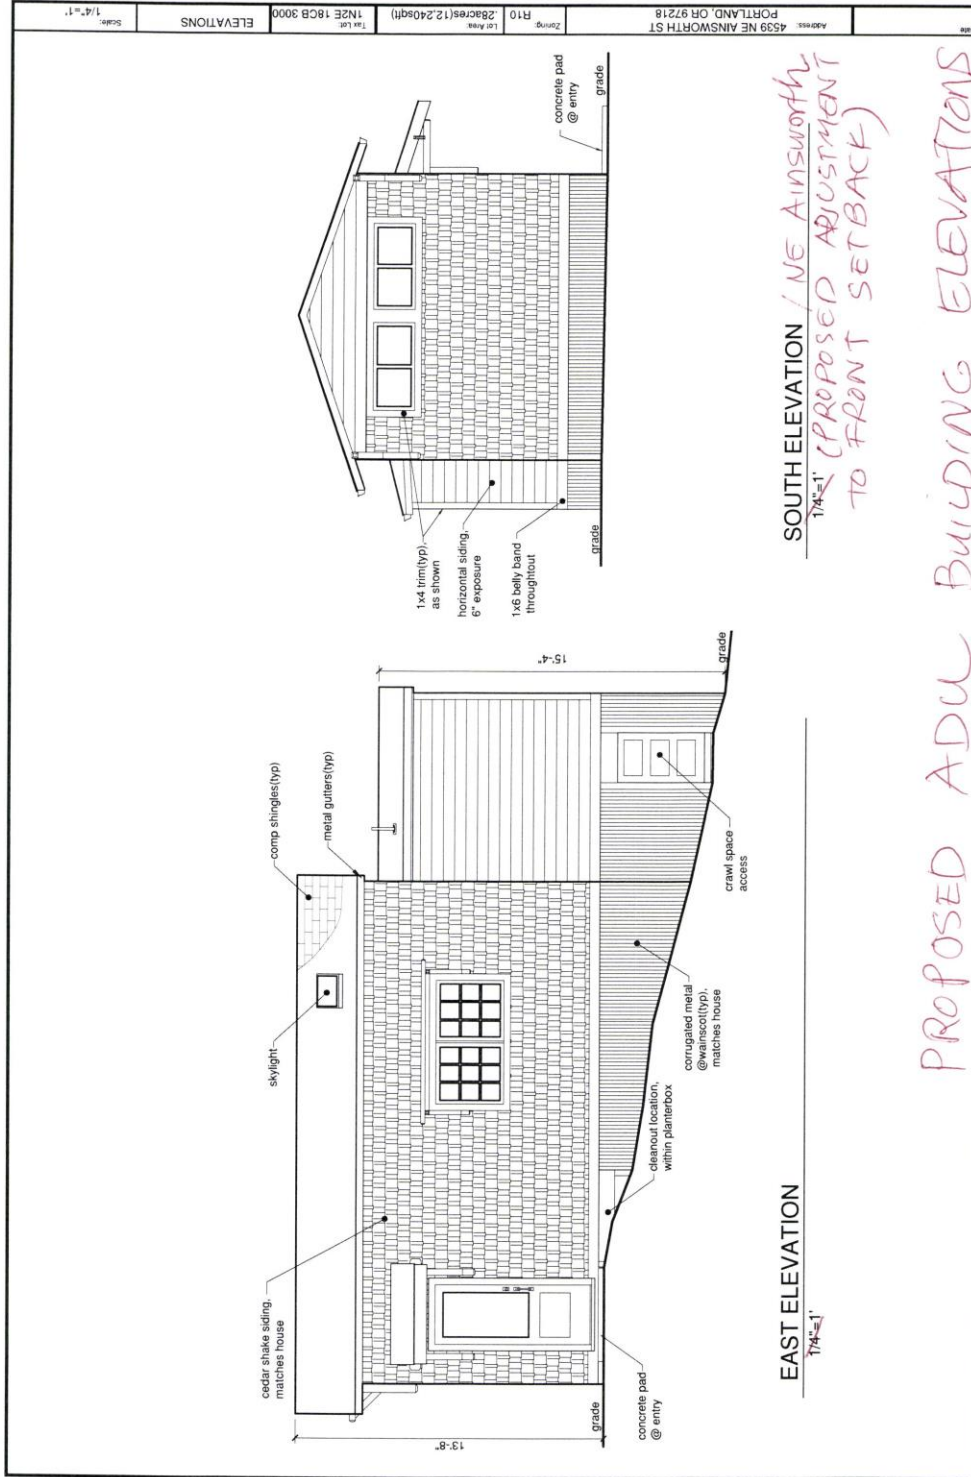 cedar shake siding,
matches house
skylight
comp shingles(typ)
metal gutters(typ)
13'-8"
15'-4"
grade
concrete pad
@ entry
cleanout location,
within planterbox
corrugated metal
@wainscot(typ),
matches house
crawl space
access
grade
EAST ELEVATION
1/4"=1'
1x4 trim(typ),
as shown
horizontal siding,
6" exposure
1x6 belly band
throughtout
grade
concrete pad
@ entry
grade
SOUTH ELEVATION / NE AINSWORTH
1/4"=1'
(PROPOSED ADJUSTMENT
TO FRONT SETBACK)
PROPOSED ADU BUILDING ELEVATIONS
Address:
4539 NE AINSWORTH ST
PORTLAND, OR 97218
Zoning:
R10
Lot Area:
.28acres(12,240sqft)
Tax Lot:
1N2E 18CB 3000
ELEVATIONS
Scale:
1/4"=1'